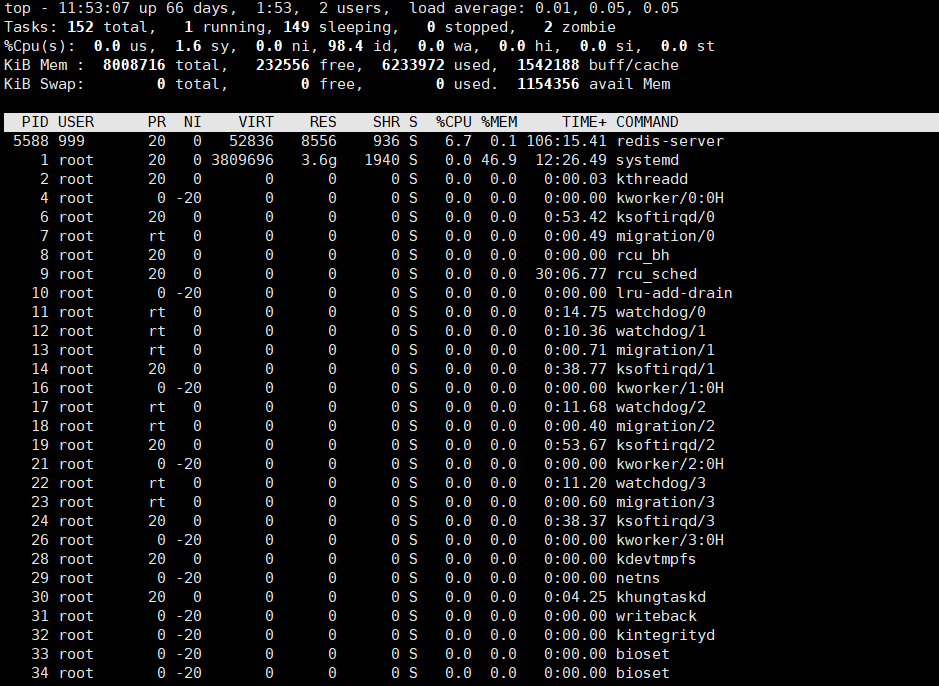 top - 11:53:07 up 66 days,  1:53,  2 users,  load average: 0.01, 0.05, 0.05
Tasks: 152 total,   1 running, 149 sleeping,   0 stopped,   2 zombie
%Cpu(s):  0.0 us,  1.6 sy,  0.0 ni, 98.4 id,  0.0 wa,  0.0 hi,  0.0 si,  0.0 st
KiB Mem :  8008716 total,   232556 free,  6233972 used,  1542188 buff/cache
KiB Swap:        0 total,        0 free,        0 used.  1154356 avail Mem
  PID USER      PR  NI    VIRT    RES    SHR S  %CPU %MEM     TIME+ COMMAND
 5588 999       20   0   52836   8556    936 S   6.7  0.1 106:15.41 redis-server
    1 root      20   0 3809696   3.6g   1940 S   0.0 46.9  12:26.49 systemd
    2 root      20   0       0      0      0 S   0.0  0.0   0:00.03 kthreadd
    4 root       0 -20       0      0      0 S   0.0  0.0   0:00.00 kworker/0:0H
    6 root      20   0       0      0      0 S   0.0  0.0   0:53.42 ksoftirqd/0
    7 root      rt   0       0      0      0 S   0.0  0.0   0:00.49 migration/0
    8 root      20   0       0      0      0 S   0.0  0.0   0:00.00 rcu_bh
    9 root      20   0       0      0      0 S   0.0  0.0  30:06.77 rcu_sched
   10 root       0 -20       0      0      0 S   0.0  0.0   0:00.00 lru-add-drain
   11 root      rt   0       0      0      0 S   0.0  0.0   0:14.75 watchdog/0
   12 root      rt   0       0      0      0 S   0.0  0.0   0:10.36 watchdog/1
   13 root      rt   0       0      0      0 S   0.0  0.0   0:00.71 migration/1
   14 root      20   0       0      0      0 S   0.0  0.0   0:38.77 ksoftirqd/1
   16 root       0 -20       0      0      0 S   0.0  0.0   0:00.00 kworker/1:0H
   17 root      rt   0       0      0      0 S   0.0  0.0   0:11.68 watchdog/2
   18 root      rt   0       0      0      0 S   0.0  0.0   0:00.40 migration/2
   19 root      20   0       0      0      0 S   0.0  0.0   0:53.67 ksoftirqd/2
   21 root       0 -20       0      0      0 S   0.0  0.0   0:00.00 kworker/2:0H
   22 root      rt   0       0      0      0 S   0.0  0.0   0:11.20 watchdog/3
   23 root      rt   0       0      0      0 S   0.0  0.0   0:00.60 migration/3
   24 root      20   0       0      0      0 S   0.0  0.0   0:38.37 ksoftirqd/3
   26 root       0 -20       0      0      0 S   0.0  0.0   0:00.00 kworker/3:0H
   28 root      20   0       0      0      0 S   0.0  0.0   0:00.00 kdevtmpfs
   29 root       0 -20       0      0      0 S   0.0  0.0   0:00.00 netns
   30 root      20   0       0      0      0 S   0.0  0.0   0:04.25 khungtaskd
   31 root       0 -20       0      0      0 S   0.0  0.0   0:00.00 writeback
   32 root       0 -20       0      0      0 S   0.0  0.0   0:00.00 kintegrityd
   33 root       0 -20       0      0      0 S   0.0  0.0   0:00.00 bioset
   34 root       0 -20       0      0      0 S   0.0  0.0   0:00.00 bioset